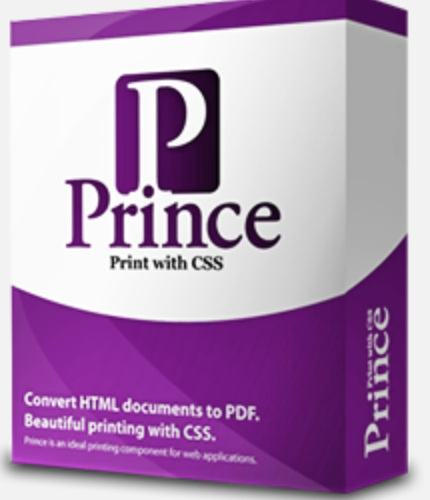 P
Prince
Print with CSS
Convert HTML documents to PDF.
Beautiful printing with CSS.
Prince is an ideal printing component for web applications.
Prince
Print with CSS